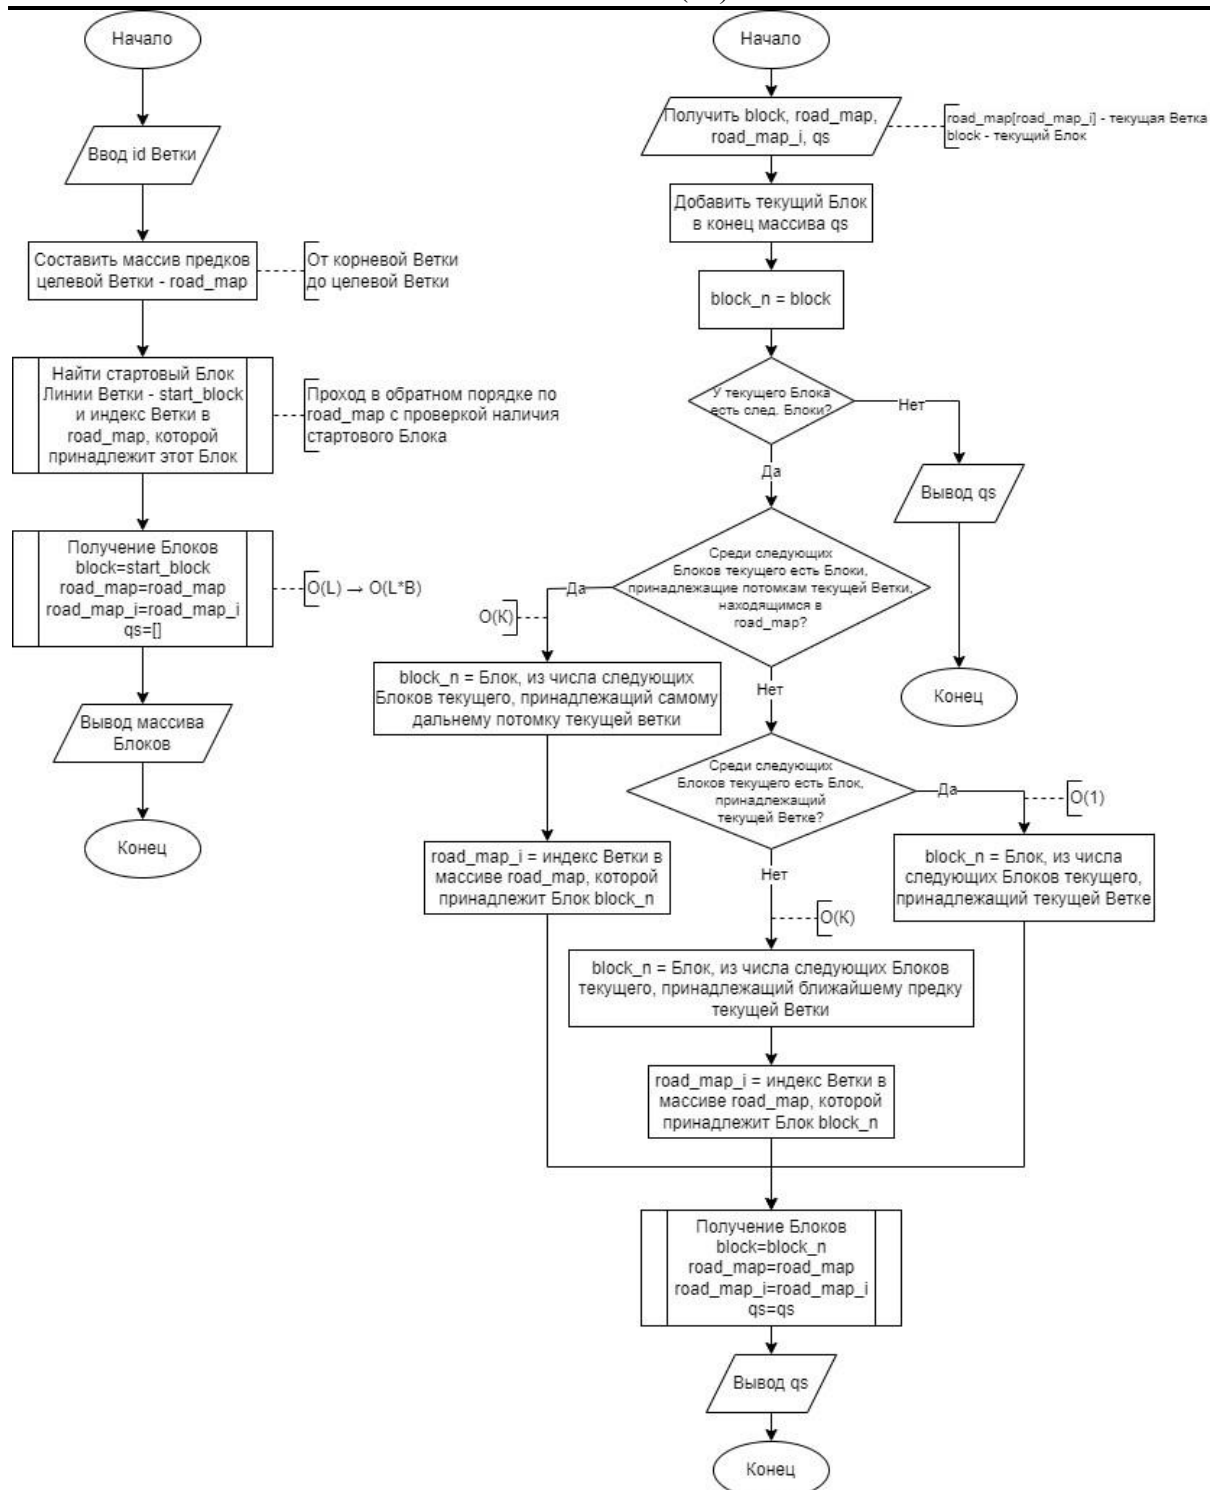 Начало
Ввод id Ветки
Составить массив предков
целевой Ветки - road_map
От корневой Ветки
до целевой Ветки
Найти стартовый Блок
Линии Ветки - start_block
и индекс Ветки в
road_map, которой
принадлежит этот Блок
Проход в обратном порядке по
road_map с проверкой наличия
стартового Блока
Получение Блоков
block=start_block
road_map=road_map
road_map_i=road_map_i
qs=[]
O(L) → O(L*B)
Вывод массива
Блоков
Конец
Начало
Получить block, road_map,
road_map_i, qs
road_map[road_map_i] - текущая Ветка
block - текущий Блок
Добавить текущий Блок
в конец массива qs
block_n = block
У текущего Блока
есть след. Блоки?
Нет
Вывод qs
Конец
Да
Среди следующих
Блоков текущего есть Блоки,
принадлежащие потомкам текущей Ветки,
находящимся в
road_map?
Да
O(K)
block_n = Блок, из числа следующих
Блоков текущего, принадлежащий самому
дальнему потомку текущей ветки
road_map_i = индекс Ветки в
массиве road_map, которой
принадлежит Блок block_n
Нет
Среди следующих
Блоков текущего есть Блок,
принадлежащий
текущей Ветке?
Да
O(1)
block_n = Блок, из числа
следующих Блоков текущего,
принадлежащий текущей Ветке
Нет
O(K)
block_n = Блок, из числа следующих Блоков
текущего, принадлежащий ближайшему предку
текущей Ветки
road_map_i = индекс Ветки в
массиве road_map, которой
принадлежит Блок block_n
Получение Блоков
block=block_n
road_map=road_map
road_map_i=road_map_i
qs=qs
Вывод qs
Конец